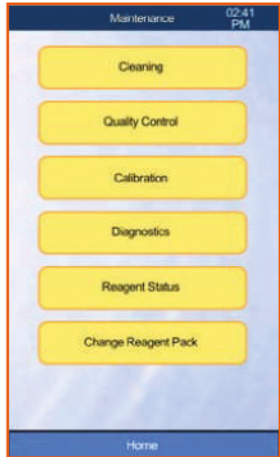 Maintenance
02:41
PM
Cleaning
Quality Control
Calibration
Diagnostics
Reagent Status
Change Reagent Pack
Home